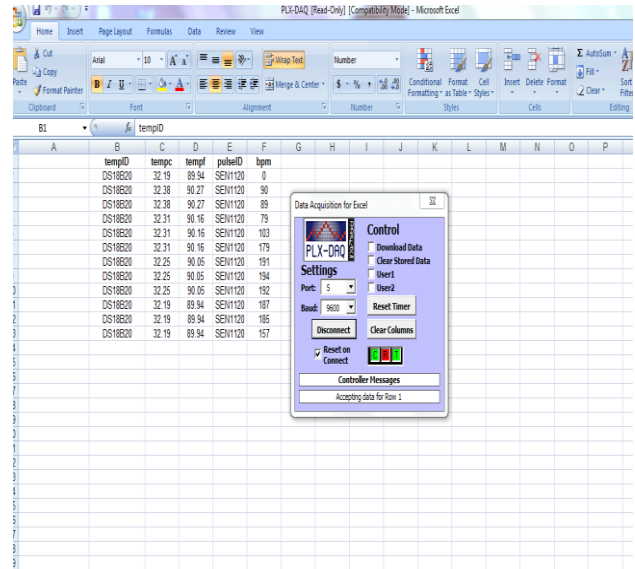 PLX-DAQ [Read-Only] [Compatibility Mode] - Microsoft Excel
Home Insert Page Layout Formulas Data Review View
Cut
Copy
Format Painter
Paste
Arial 10
Wrap Text
Merge & Center
Number
Conditional Formatting
Format as Table
Cell Styles
Insert Delete Format
AutoSum
Fill
Clear
Sort
Clipboard Font Alignment Number Styles Cells Editing
B1 fx tempID
A B C D E F G H I J K L M N O P
tempID tempc tempf pulseID bpm
DS18B20 32.19 89.94 SEN1120 0
DS18B20 32.38 90.27 SEN1120 90
DS18B20 32.38 90.27 SEN1120 89
DS18B20 32.31 90.16 SEN1120 79
DS18B20 32.31 90.16 SEN1120 103
DS18B20 32.31 90.16 SEN1120 179
DS18B20 32.25 90.05 SEN1120 191
DS18B20 32.25 90.05 SEN1120 194
DS18B20 32.25 90.05 SEN1120 192
DS18B20 32.19 89.94 SEN1120 187
DS18B20 32.19 89.94 SEN1120 185
DS18B20 32.19 89.94 SEN1120 157
Data Acquisition for Excel
PLX-DAQ
Control
Download Data
Clear Stored Data
User1
User2
Settings
Port: 5
Baud: 9600
Reset Timer
Disconnect
Clear Columns
Reset on Connect
Controller Messages
Accepting data for Row 1